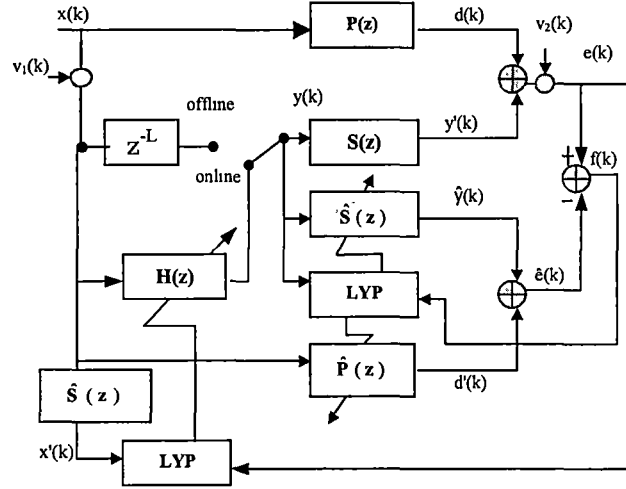 x(k)
P(z)
d(k)
v₂(k)
e(k)
v₁(k)
offline
y(k)
Z⁻ᴸ
S(z)
y'(k)
f(k)
online
+
Ŝ(z)
ŷ(k)
−
H(z)
LYP
ê(k)
P̂(z)
d'(k)
Ŝ(z)
x'(k)
LYP